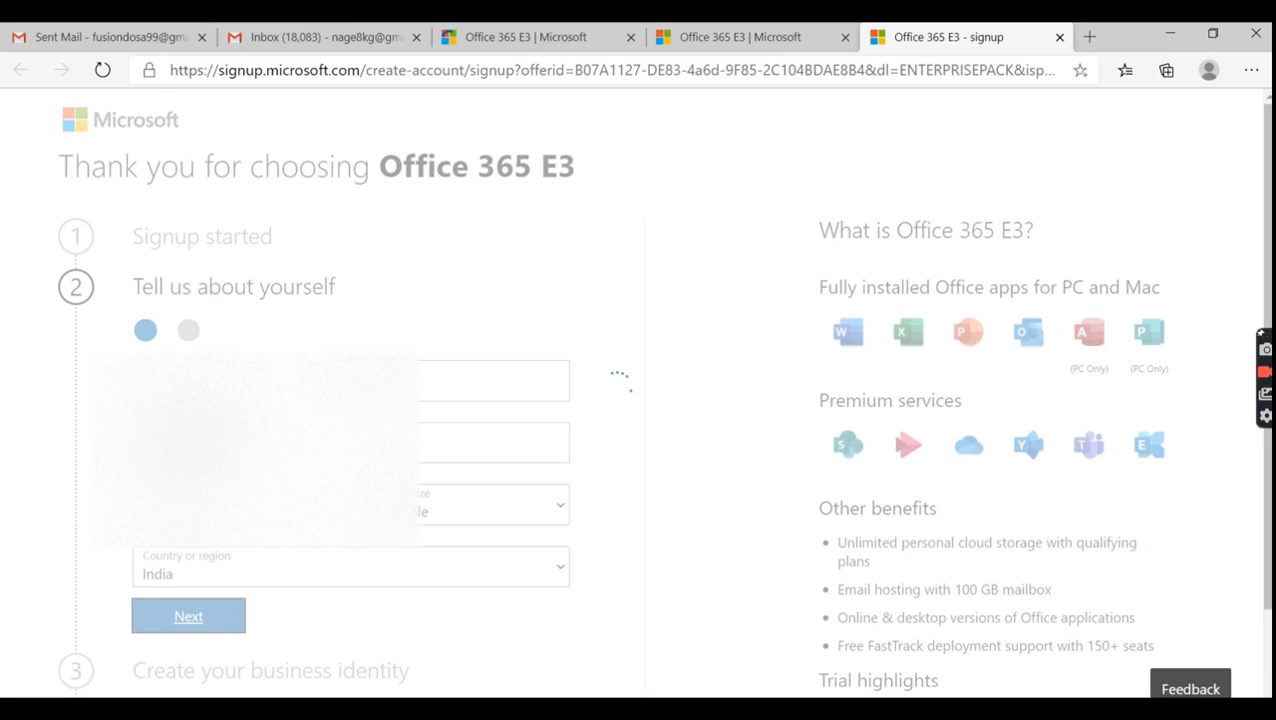 Sent Mail - fusiondosa99@gm
Inbox (18,083) - nage8kg@gm
Office 365 E3 | Microsoft
Office 365 E3 | Microsoft
Office 365 E3 - signup
https://signup.microsoft.com/create-account/signup?offerid=B07A1127-DE83-4a6d-9F85-2C104BDAE8B4&dl=ENTERPRISEPACK&isp...
Microsoft
Thank you for choosing Office 365 E3
1 Signup started
2 Tell us about yourself
ze
le
Country or region
India
Next
3 Create your business identity
What is Office 365 E3?
Fully installed Office apps for PC and Mac
W X P O A P
(PC Only) (PC Only)
Premium services
S Y T E
Other benefits
• Unlimited personal cloud storage with qualifying
plans
• Email hosting with 100 GB mailbox
• Online & desktop versions of Office applications
• Free FastTrack deployment support with 150+ seats
Trial highlights
Feedback